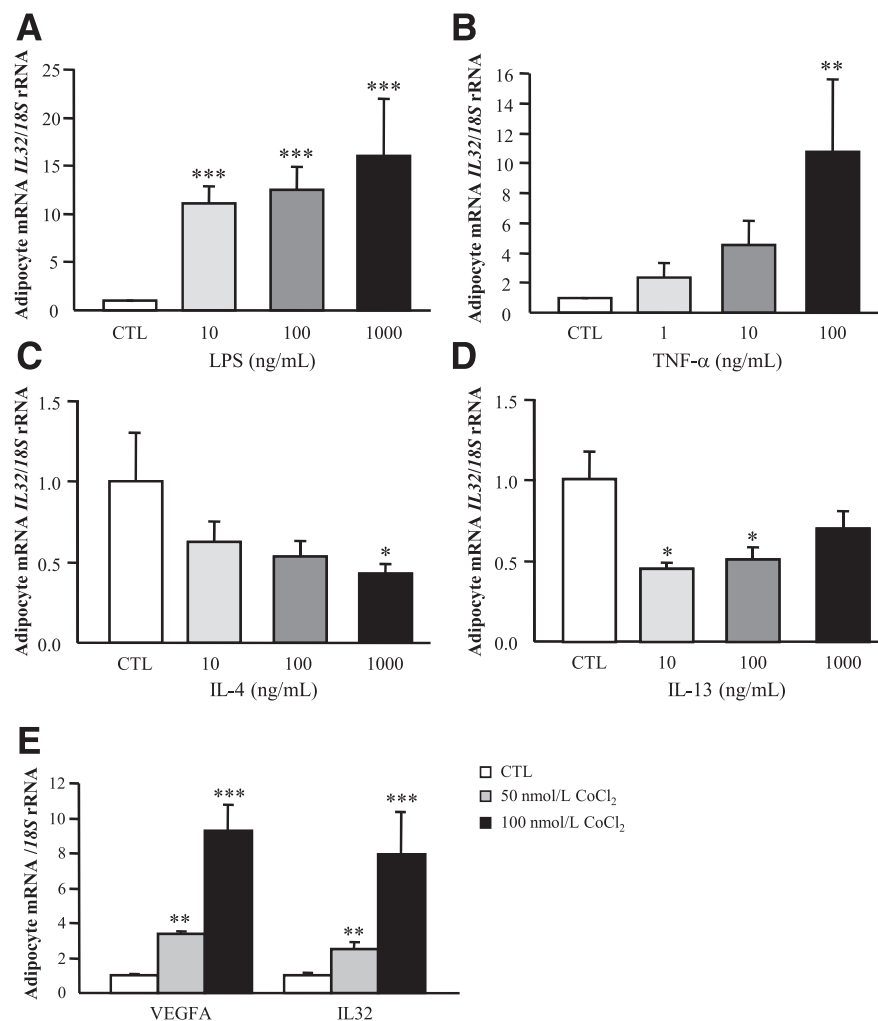 A
Adipocyte mRNA IL32/18S rRNA
25
20
15
10
5
0
***
***
***
CTL
10
100
1000
LPS (ng/mL)
B
Adipocyte mRNA IL32/18S rRNA
16
14
12
10
8
6
4
2
0
**
CTL
1
10
100
TNF-α (ng/mL)
C
Adipocyte mRNA IL32/18S rRNA
1.5
1.0
0.5
0.0
*
CTL
10
100
1000
IL-4 (ng/mL)
D
Adipocyte mRNA IL32/18S rRNA
1.5
1.0
0.5
0.0
*
*
CTL
10
100
1000
IL-13 (ng/mL)
E
Adipocyte mRNA /18S rRNA
12
10
8
6
4
2
0
**
***
**
***
VEGFA
IL32
CTL
50 nmol/L CoCl₂
100 nmol/L CoCl₂